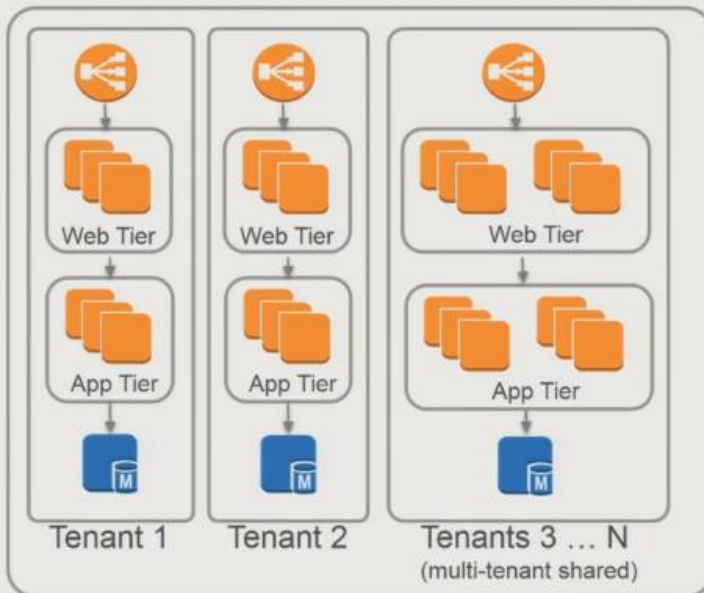 Web Tier
Web Tier
Web Tier
App Tier
App Tier
App Tier
M
M
M
Tenant 1
Tenant 2
Tenants 3 ... N
(multi-tenant shared)